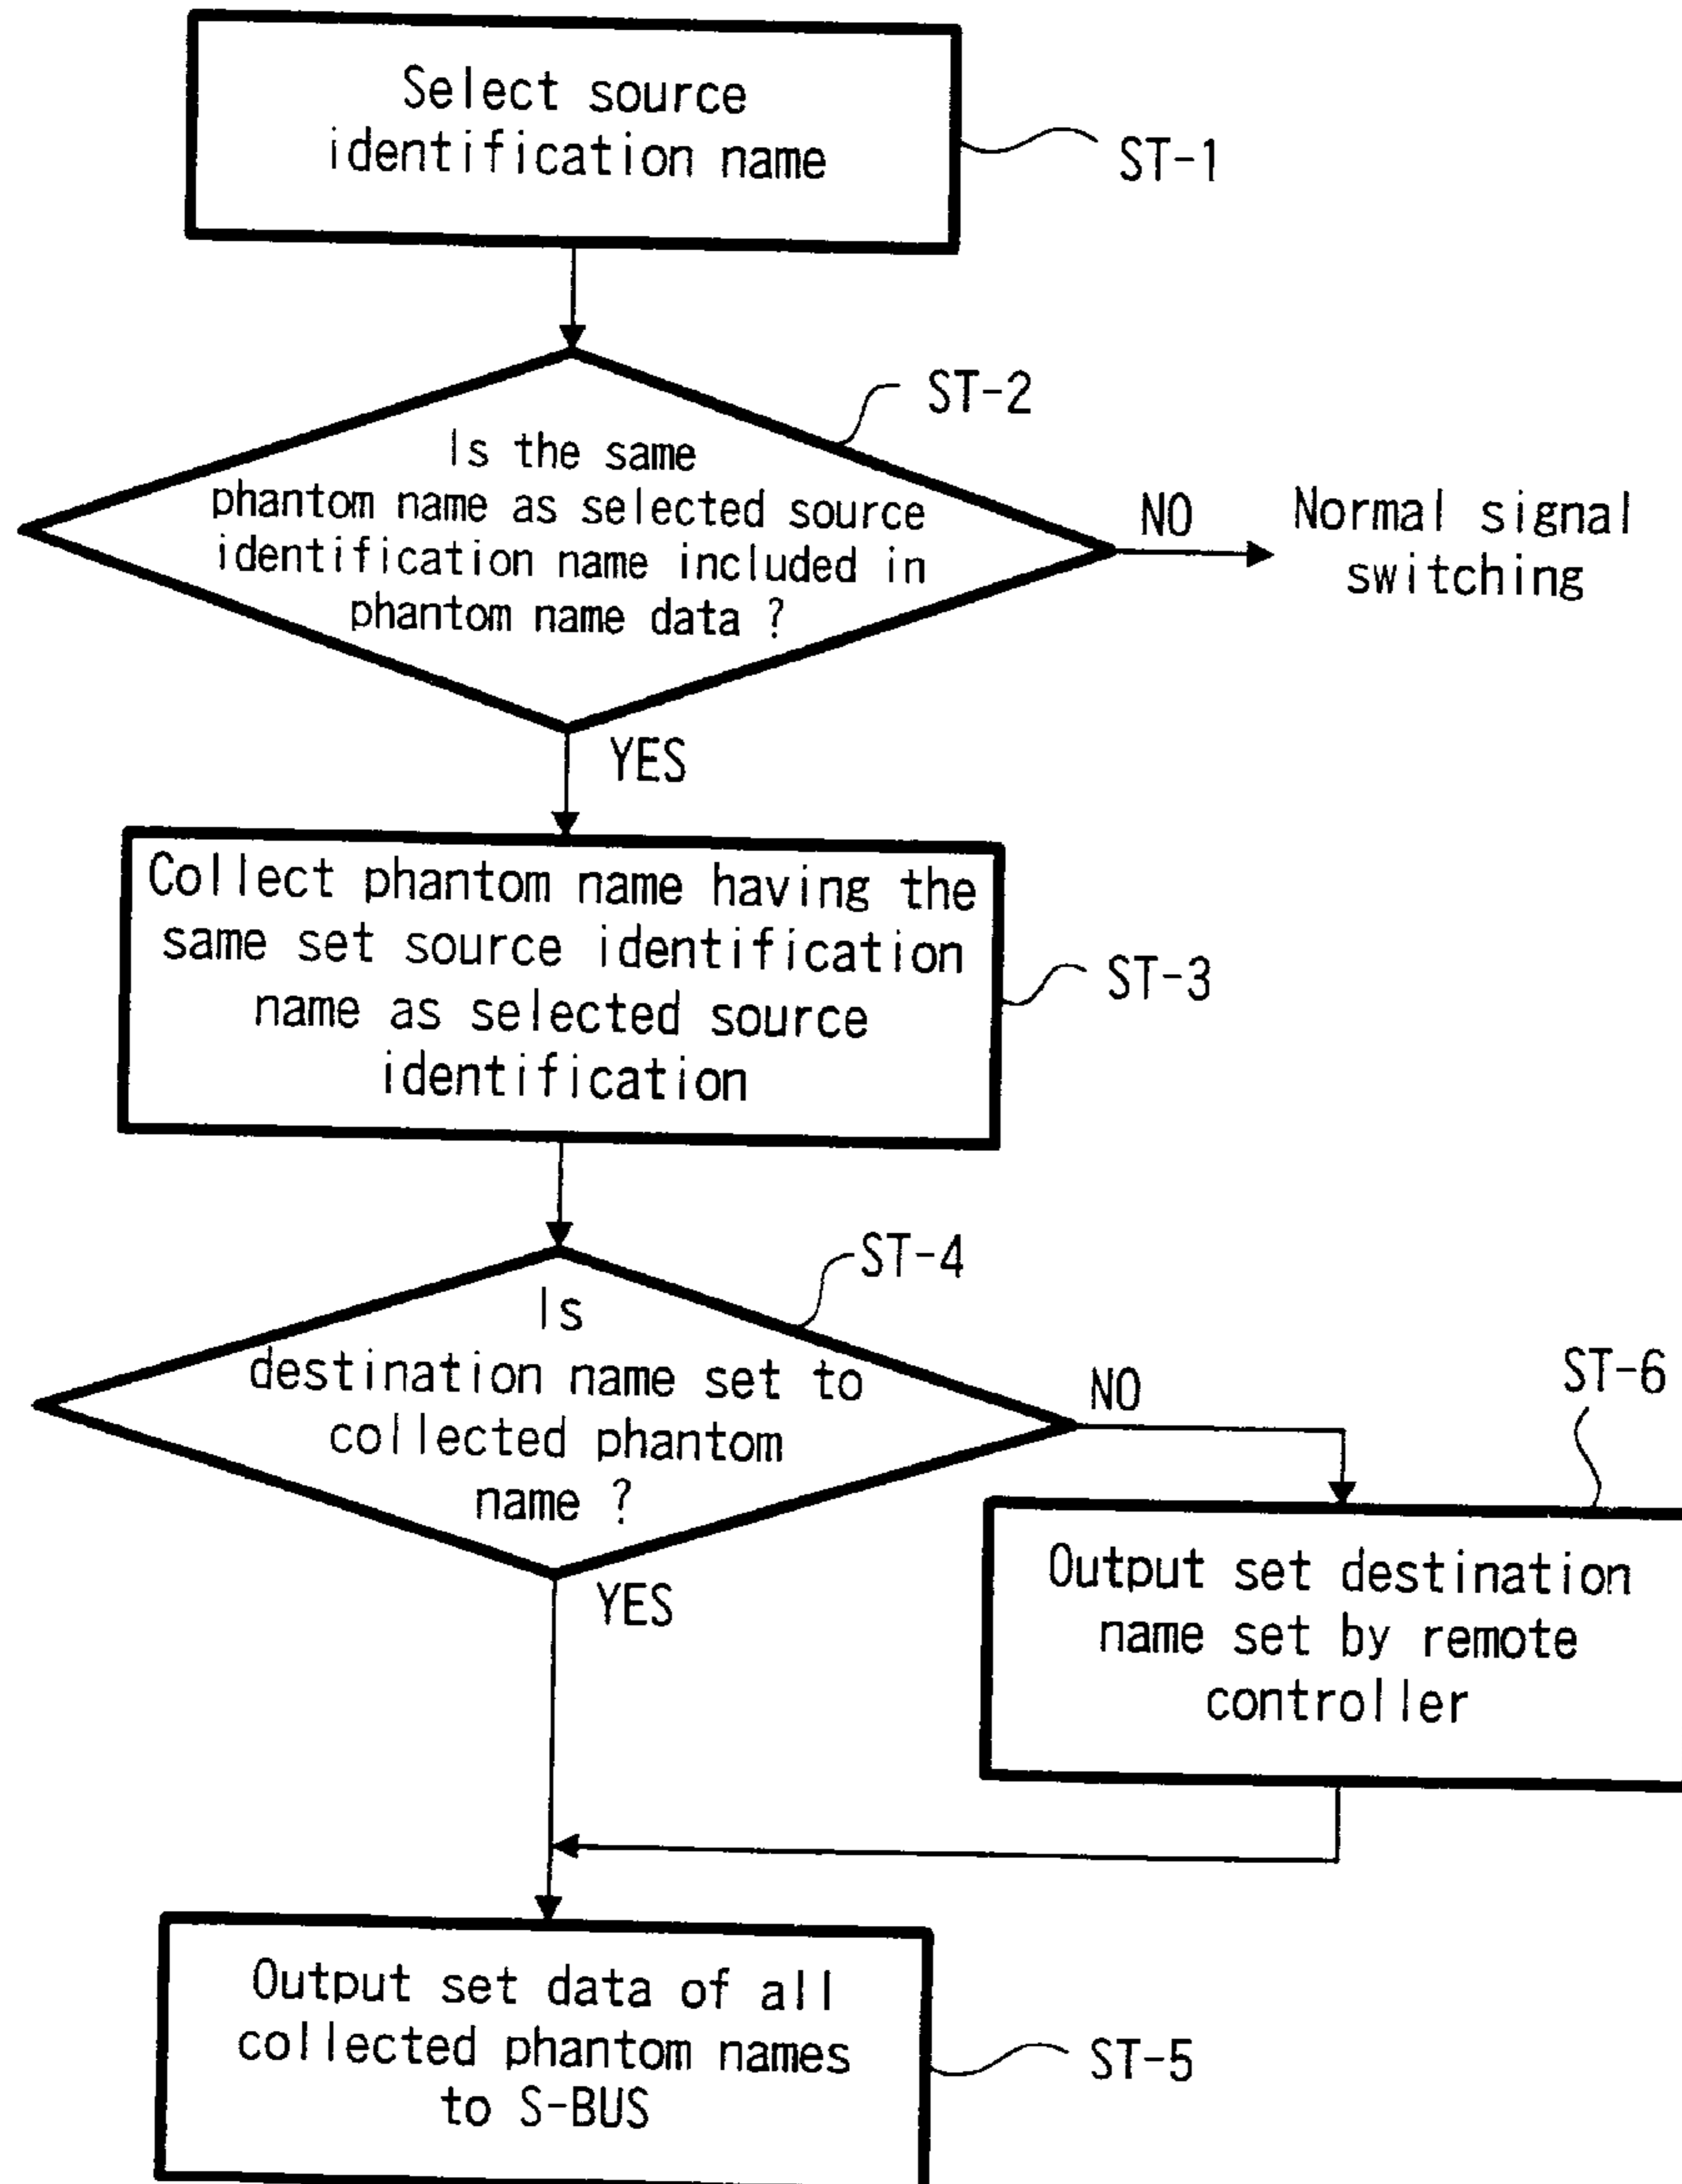 Select source
identification name
ST-1
ST-2
Is the same
phantom name as selected source
identification name included in
phantom name data ?
NO
Normal signal
switching
YES
Collect phantom name having the
same set source identification
name as selected source
identification
ST-3
ST-4
Is
destination name set to
collected phantom
name ?
NO
ST-6
YES
Output set destination
name set by remote
controller
Output set data of all
collected phantom names
to S-BUS
ST-5